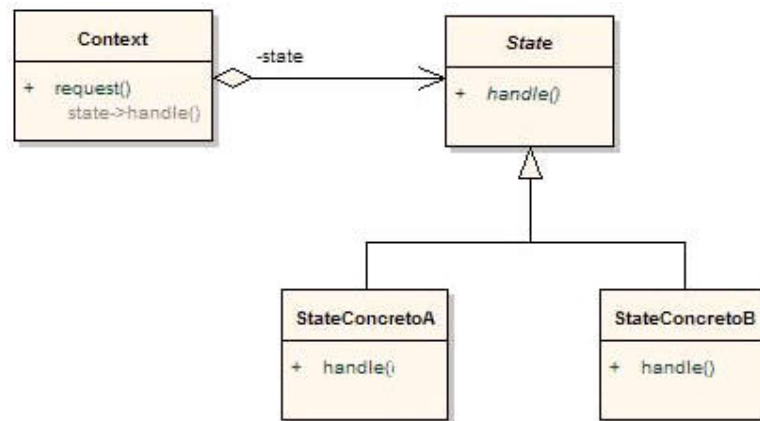 Context
+ request()
state->handle()
-state
State
+ handle()
StateConcretoA
+ handle()
StateConcretoB
+ handle()